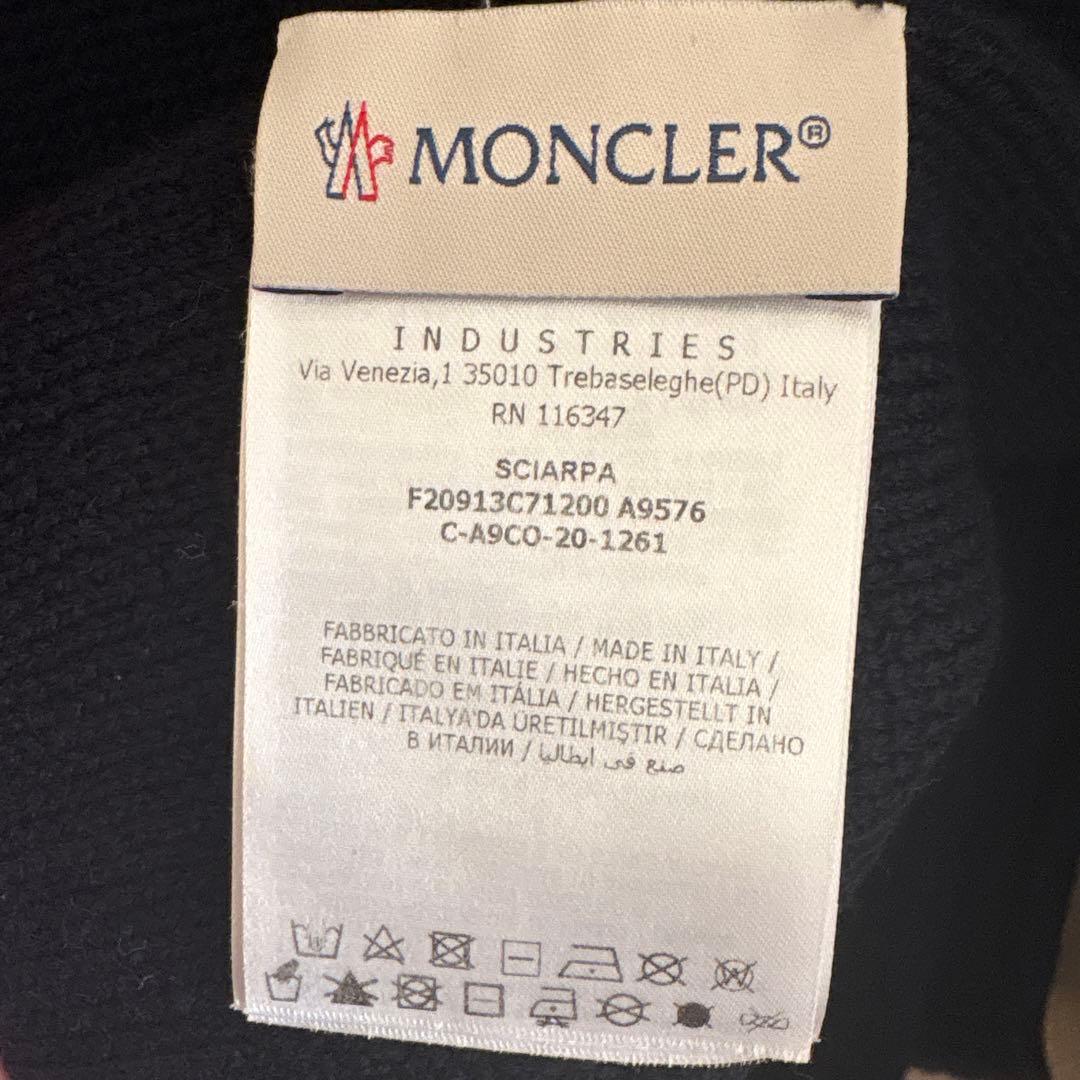 MONCLER®
INDUSTRIES
Via Venezia,1 35010 Trebaseleghe(PD) Italy
RN 116347
SCIARPA
F20913C71200 A9576
C-A9CO-20-1261
FABBRICATO IN ITALIA / MADE IN ITALY /
FABRIQUÉ EN ITALIE / HECHO EN ITALIA /
FABRICADO EM ITÁLIA / HERGESTELLT IN
ITALIEN / ITALYA'DA ÜRETILMIŞTIR / СДЕЛАНО
В ИТАЛИИ / صنع في ايطاليا